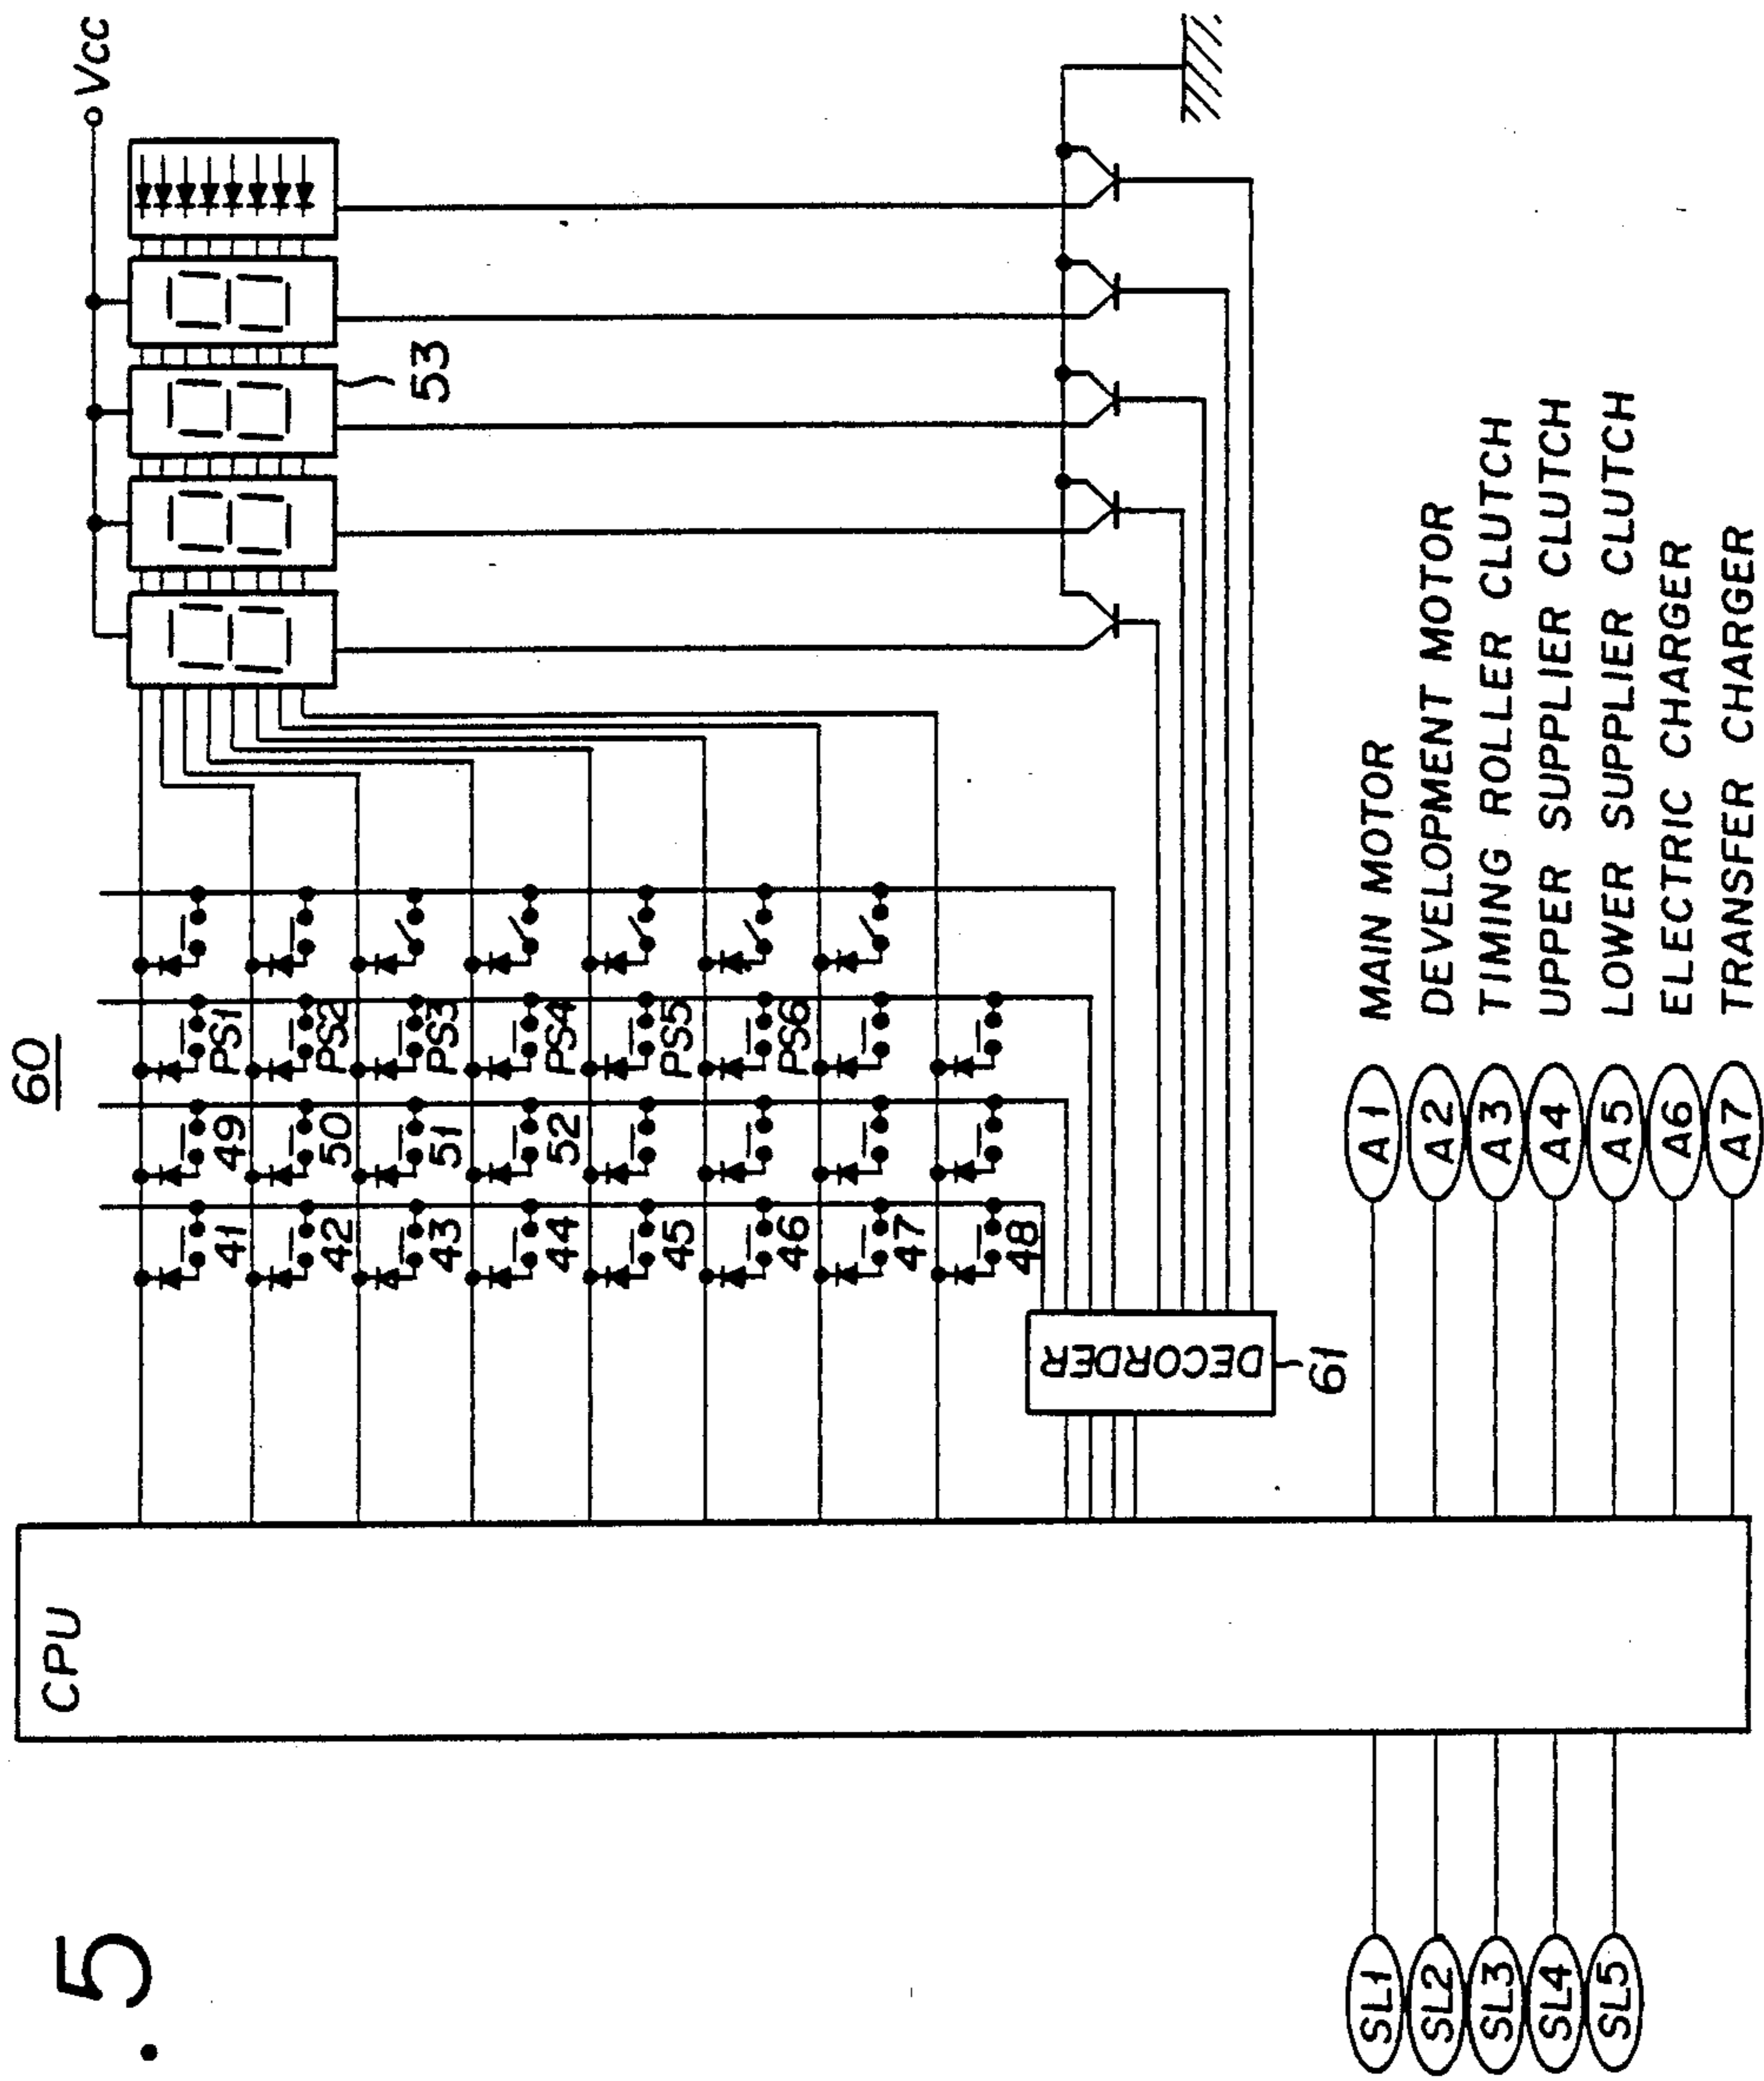 . 5
60
Vcc
CPU
53
41
42
43
44
45
46
47
48
49
50
51
52
PS1
PS2
PS3
PS4
PS5
PS6
DECORDER
61
SL1
SL2
SL3
SL4
SL5
A1 MAIN MOTOR
A2 DEVELOPMENT MOTOR
A3 TIMING ROLLER CLUTCH
A4 UPPER SUPPLIER CLUTCH
A5 LOWER SUPPLIER CLUTCH
A6 ELECTRIC CHARGER
A7 TRANSFER CHARGER